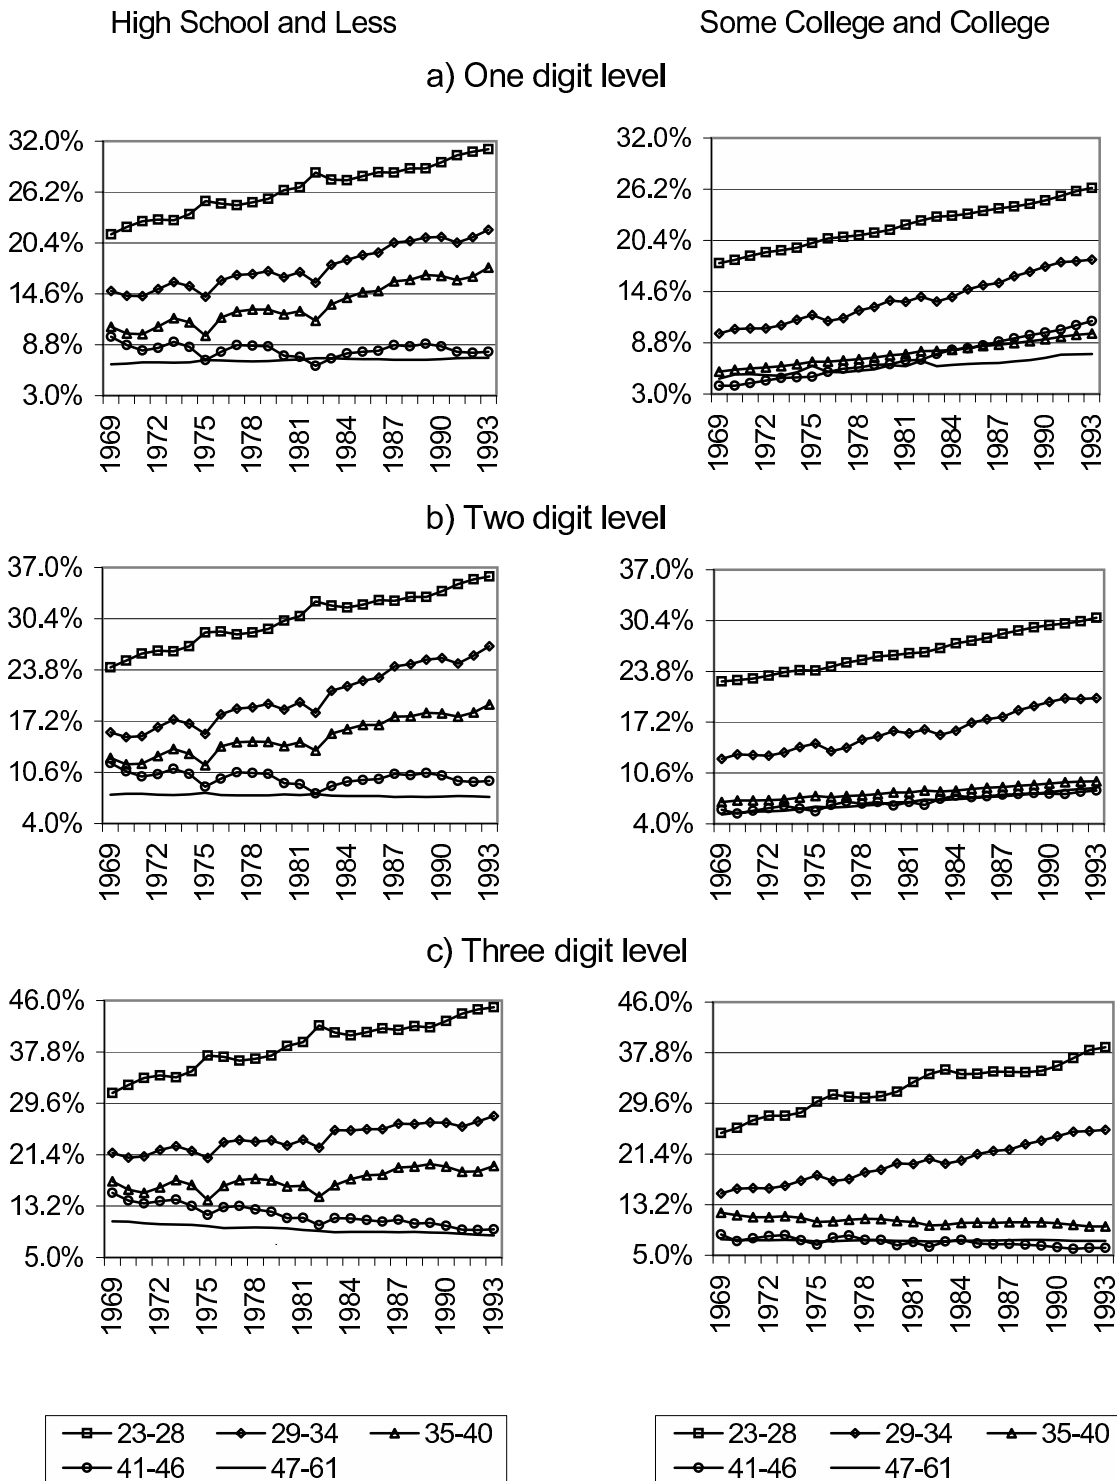 High School and Less Some College and College
a) One digit level
32.0% 32.0%
26.2% 26.2%
20.4% 20.4%
14.6% 14.6%
8.8% 8.8%
3.0% 3.0%
1969 1972 1975 1978 1981 1984 1987 1990 1993 1969 1972 1975 1978 1981 1984 1987 1990 1993
b) Two digit level
37.0% 37.0%
30.4% 30.4%
23.8% 23.8%
17.2% 17.2%
10.6% 10.6%
4.0% 4.0%
1969 1972 1975 1978 1981 1984 1987 1990 1993 1969 1972 1975 1978 1981 1984 1987 1990 1993
c) Three digit level
46.0% 46.0%
37.8% 37.8%
29.6% 29.6%
21.4% 21.4%
13.2% 13.2%
5.0% 5.0%
1969 1972 1975 1978 1981 1984 1987 1990 1993 1969 1972 1975 1978 1981 1984 1987 1990 1993
23-28 29-34 35-40 23-28 29-34 35-40
41-46 47-61 41-46 47-61